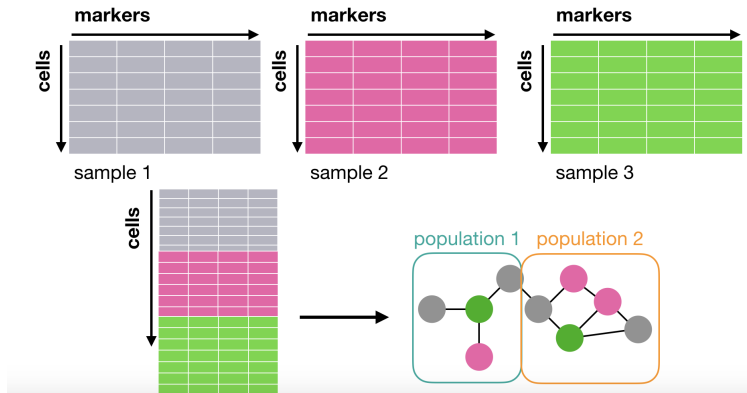 markers
markers
markers
cells
cells
cells
sample 1
sample 2
sample 3
cells
population 1
population 2